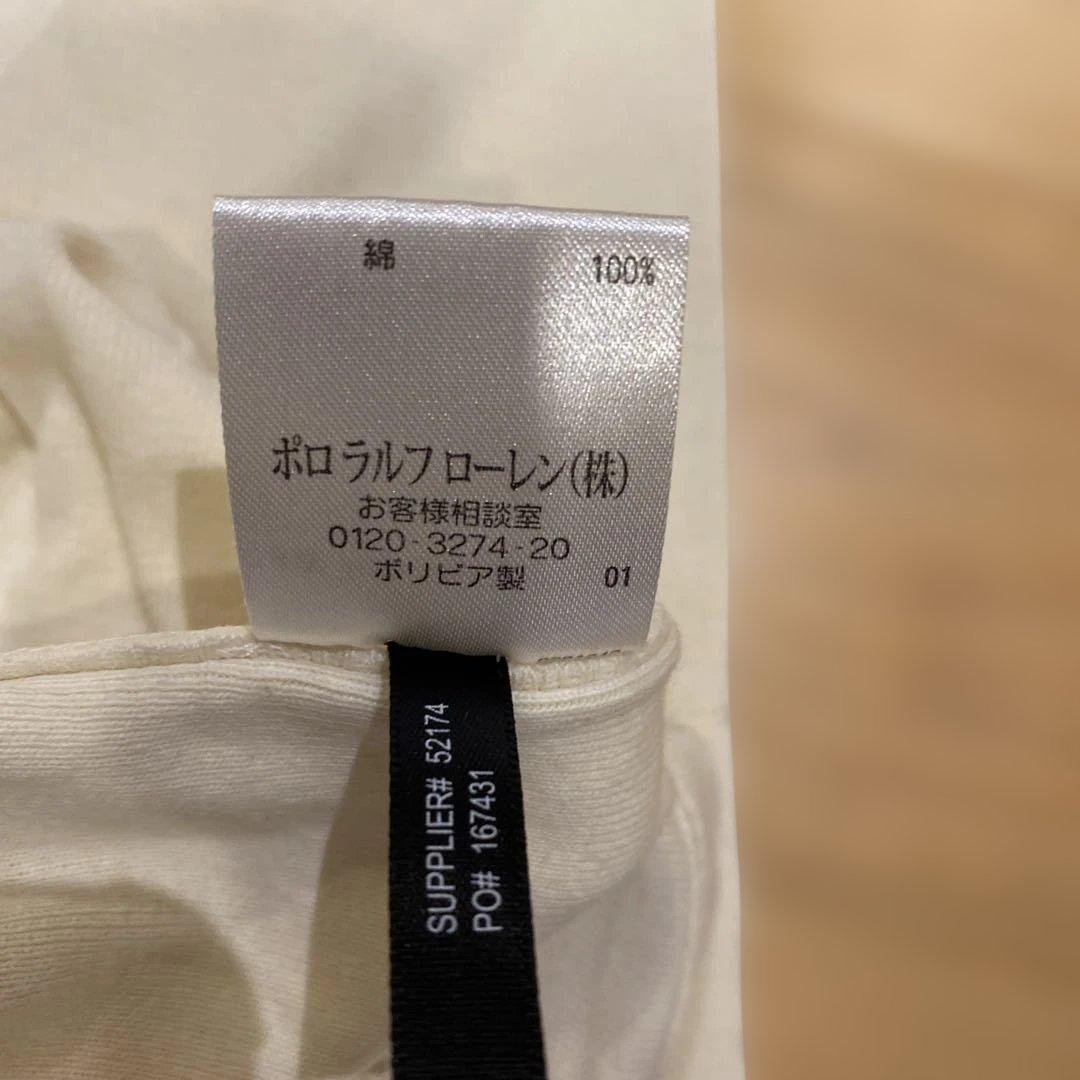 綿 100%
ポロ ラルフ ローレン(株)
お客様相談室
0120-3274-20
ボリビア製 01
SUPPLIER# 52174
PO# 167431